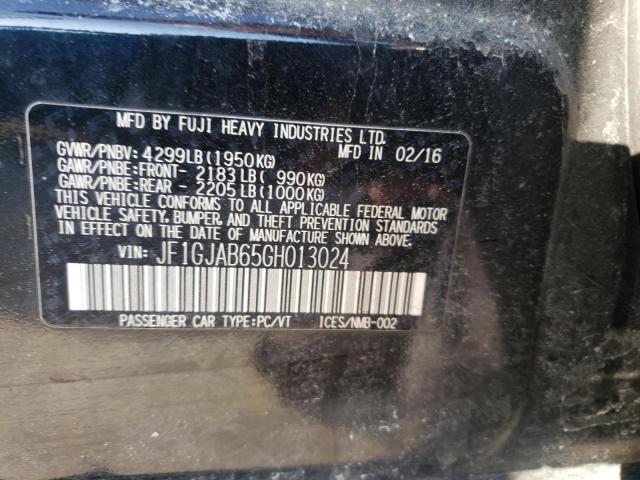 MFD BY FUJI HEAVY INDUSTRIES LTD.
GVWR/PNBV: 4299LB(1950KG) MFD IN 02/16
GAWR/PNBE:FRONT- 2183LB( 990KG)
GAWR/PNBE:REAR - 2205LB(1000KG)
THIS VEHICLE CONFORMS TO ALL APPLICABLE FEDERAL MOTOR
VEHICLE SAFETY, BUMPER, AND THEFT PREVENTION STANDARDS
IN EFFECT ON THE DATE OF MANUFACTURE SHOWN ABOVE.
VIN: JF1GJAB65GH013024
PASSENGER CAR TYPE:PC/VT ICES/NMB-002